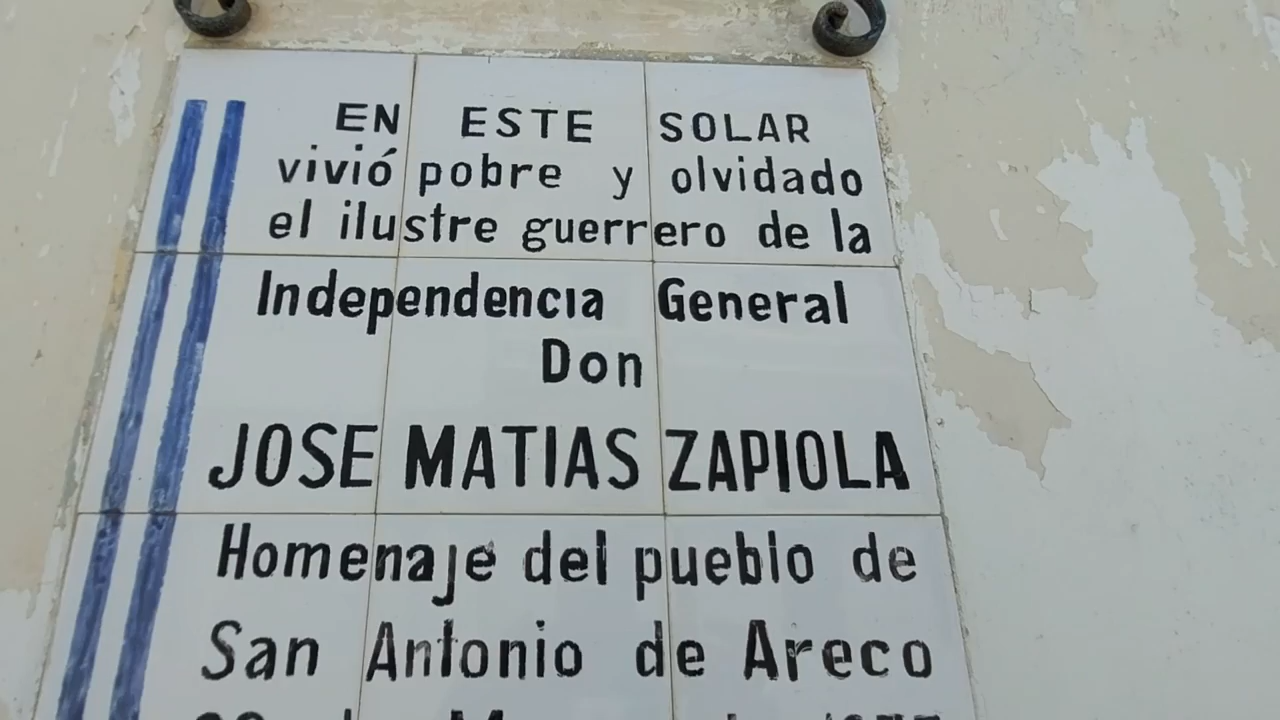 EN ESTE SOLAR
vivió pobre y olvidado
el ilustre guerrero de la
Independencia General
Don
JOSE MATIAS ZAPIOLA
Homenaje del pueblo de
San Antonio de Areco